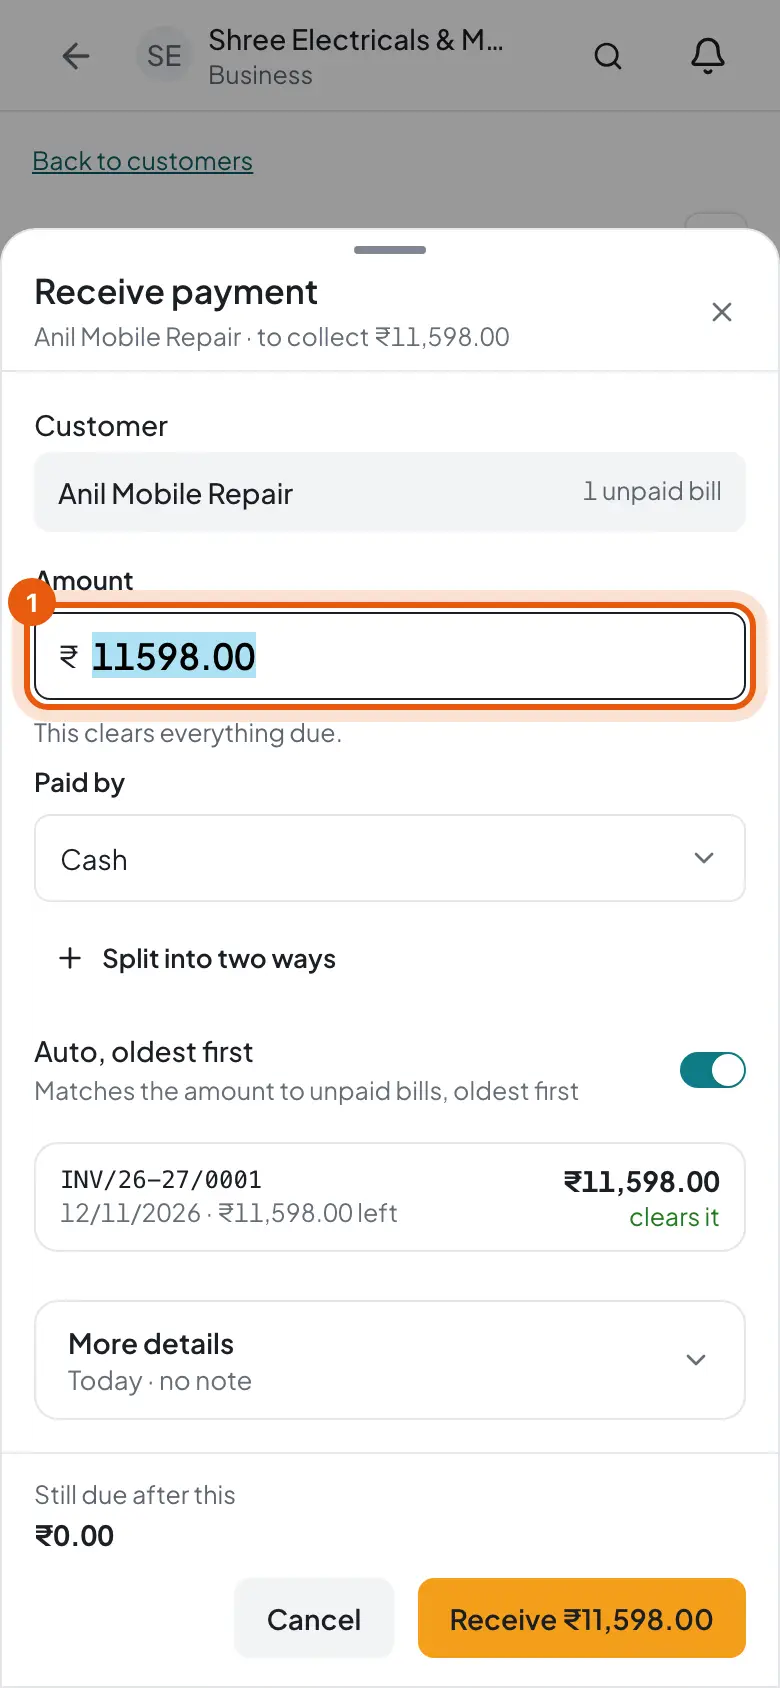 SE
Shree Electricals & M...
Business
Back to customers
Receive payment
Anil Mobile Repair · to collect ₹11,598.00
Customer
Anil Mobile Repair
1 unpaid bill
Amount
1
₹ 11598.00
This clears everything due.
Paid by
Cash
+ Split into two ways
Auto, oldest first
Matches the amount to unpaid bills, oldest first
INV/26-27/0001
₹11,598.00
12/11/2026 · ₹11,598.00 left
clears it
More details
Today · no note
Still due after this
₹0.00
Cancel
Receive ₹11,598.00